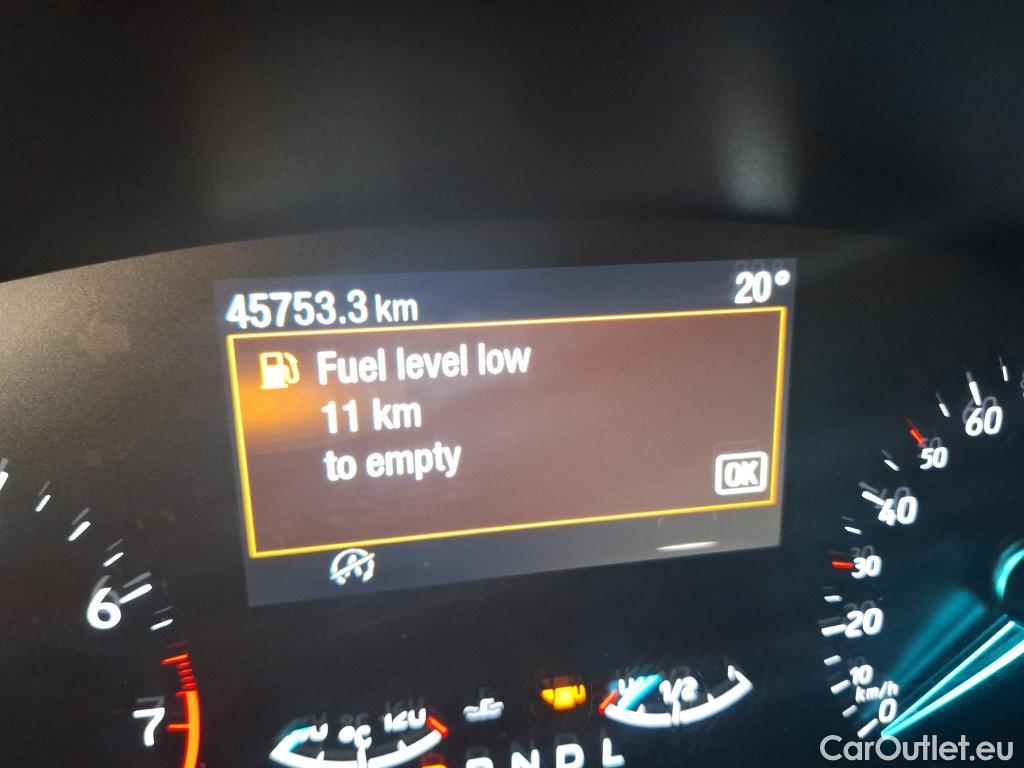 45753.3 km
20°
Fuel level low
11 km
to empty
OK
60
50
40
30
20
10
km/h
0
6
7
°C
1/2
N D L
CarOutlet.eu